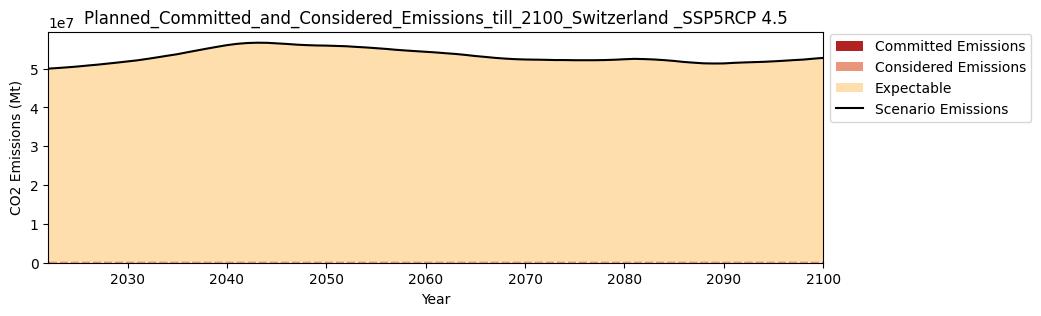 Planned_Committed_and_Considered_Emissions_till_2100_Switzerland _SSP5RCP 4.5
1e7
5
4
3
2
1
0
CO2 Emissions (Mt)
2030 2040 2050 2060 2070 2080 2090 2100
Year
Committed Emissions
Considered Emissions
Expectable
Scenario Emissions